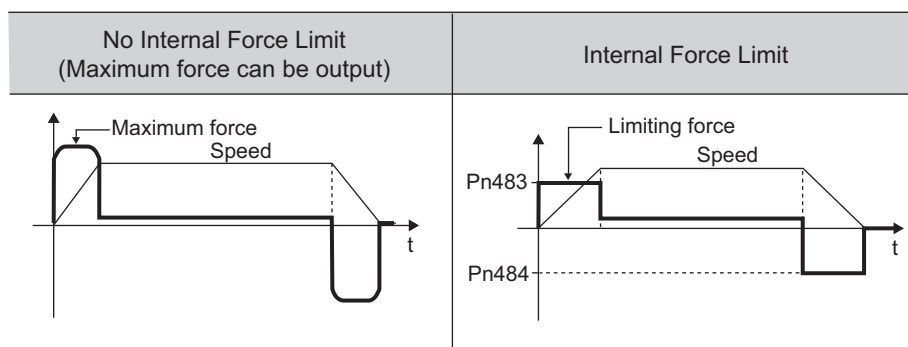 No Internal Force Limit
(Maximum force can be output)
Internal Force Limit
Maximum force
Speed
t
Limiting force
Speed
Pn483
t
Pn484